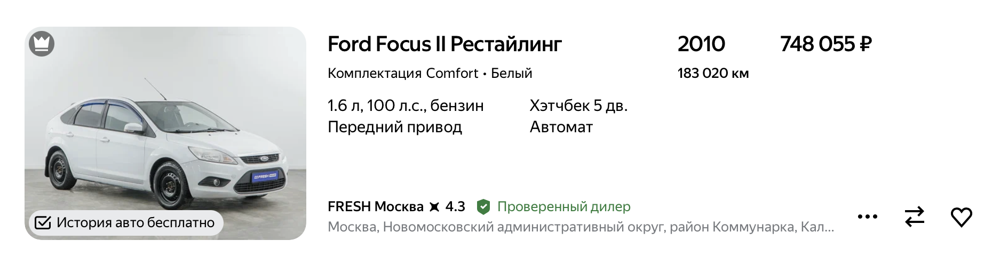 Ford Focus II Рестайлинг
2010
748 055 ₽
Комплектация Comfort • Белый
183 020 км
1.6 л, 100 л.с., бензин
Хэтчбек 5 дв.
Передний привод
Автомат
FRESH
История авто бесплатно
FRESH Москва 4.3 Проверенный дилер
Москва, Новомосковский административный округ, район Коммунарка, Кал...